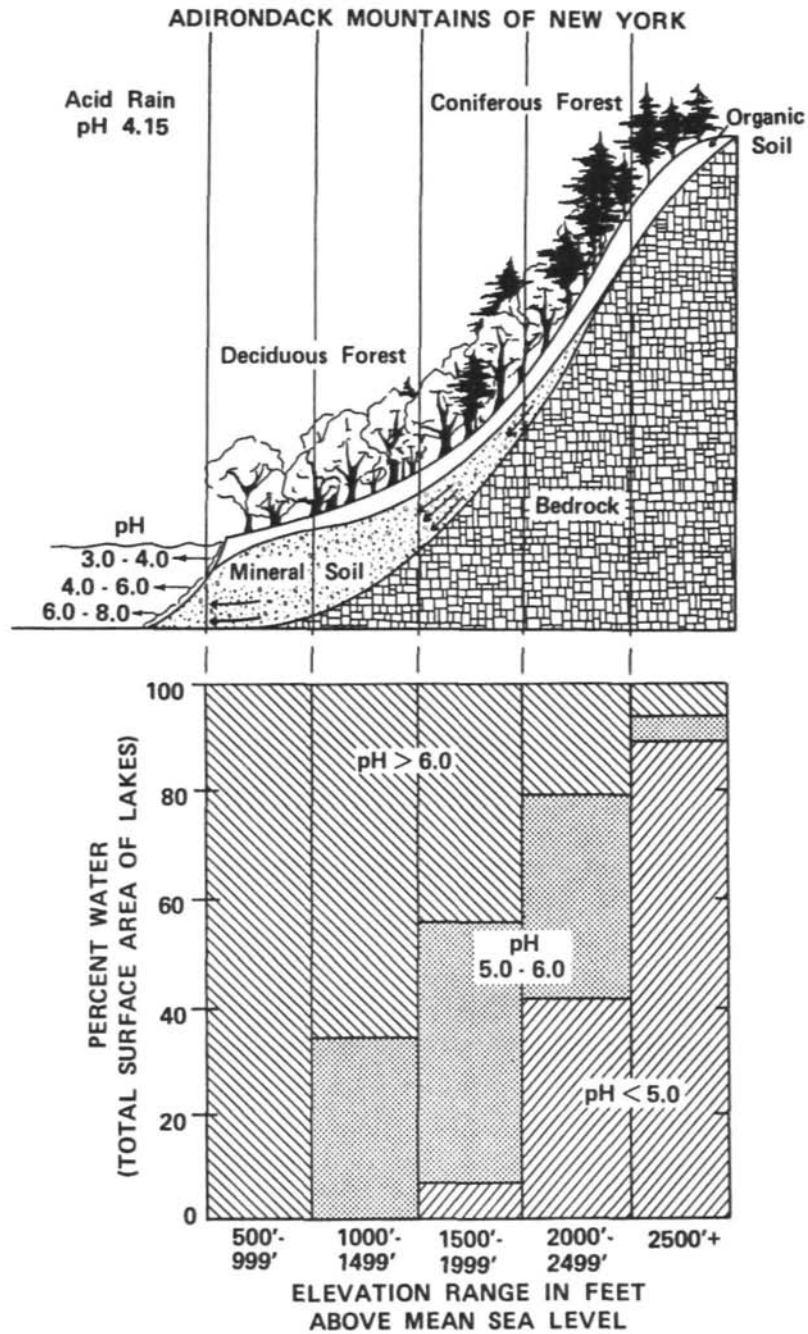 ADIRONDACK MOUNTAINS OF NEW YORK
Acid Rain
pH 4.15
Coniferous Forest
Organic
Soil
Deciduous Forest
pH
3.0 - 4.0
4.0 - 6.0
6.0 - 8.0
Mineral Soil
Bedrock
100
80
60
40
20
0
PERCENT WATER
(TOTAL SURFACE AREA OF LAKES)
pH > 6.0
pH
5.0 - 6.0
pH < 5.0
500'-
999'
1000'-
1499'
1500'-
1999'
2000'-
2499'
2500'+
ELEVATION RANGE IN FEET
ABOVE MEAN SEA LEVEL